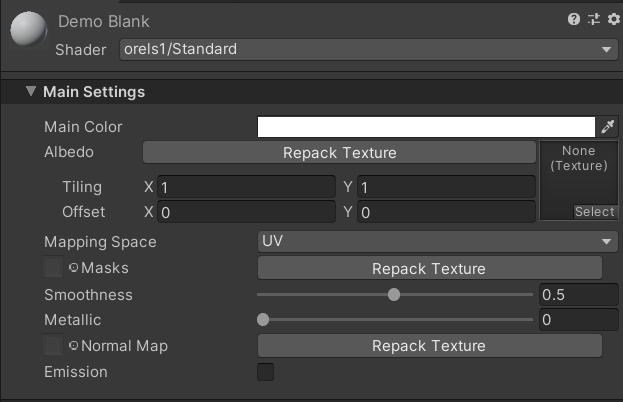 Demo Blank
Shader orels1/Standard
Main Settings
Main Color
Albedo Repack Texture None
(Texture)
Tiling X 1 Y 1
Offset X 0 Y 0 Select
Mapping Space UV
Masks Repack Texture
Smoothness 0.5
Metallic 0
Normal Map Repack Texture
Emission